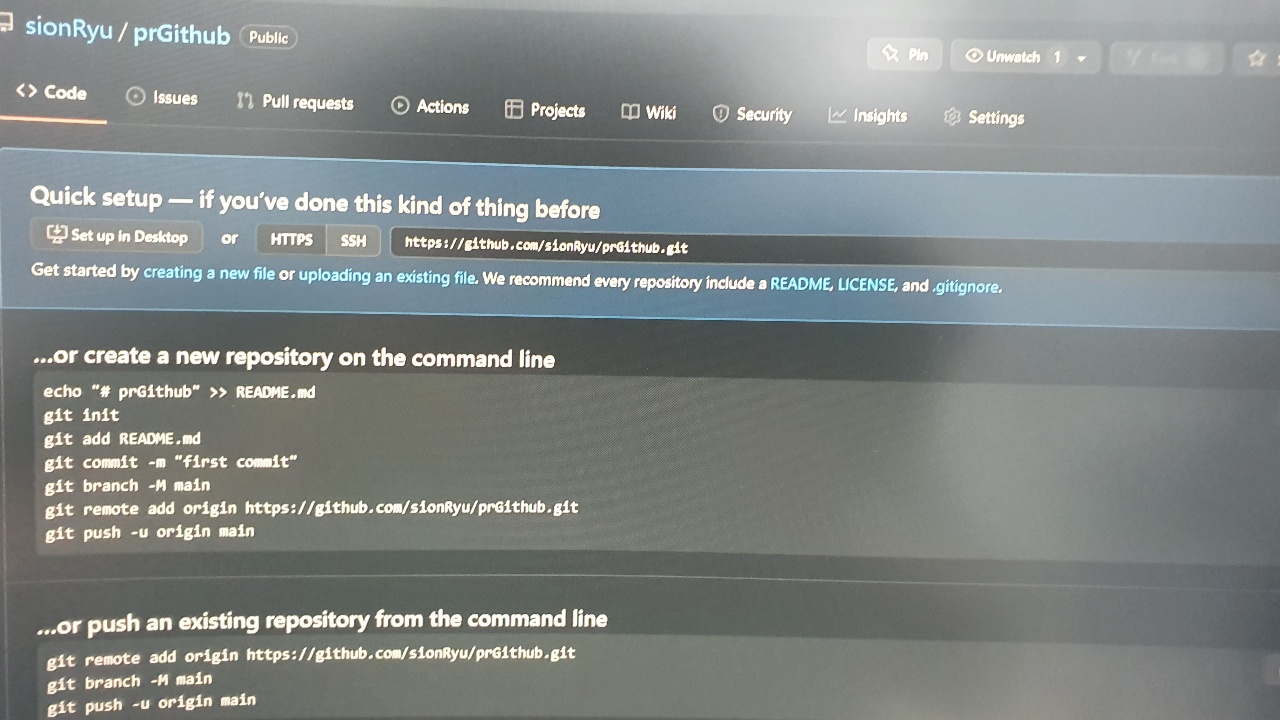 sionRyu / prGithub Public
Pin Unwatch 1
Code Issues Pull requests Actions Projects Wiki Security Insights Settings
Quick setup — if you've done this kind of thing before
Set up in Desktop or HTTPS SSH https://github.com/sionRyu/prGithub.git
Get started by creating a new file or uploading an existing file. We recommend every repository include a README, LICENSE, and .gitignore.
...or create a new repository on the command line
echo "# prGithub" >> README.md
git init
git add README.md
git commit -m "first commit"
git branch -M main
git remote add origin https://github.com/sionRyu/prGithub.git
git push -u origin main
...or push an existing repository from the command line
git remote add origin https://github.com/sionRyu/prGithub.git
git branch -M main
git push -u origin main